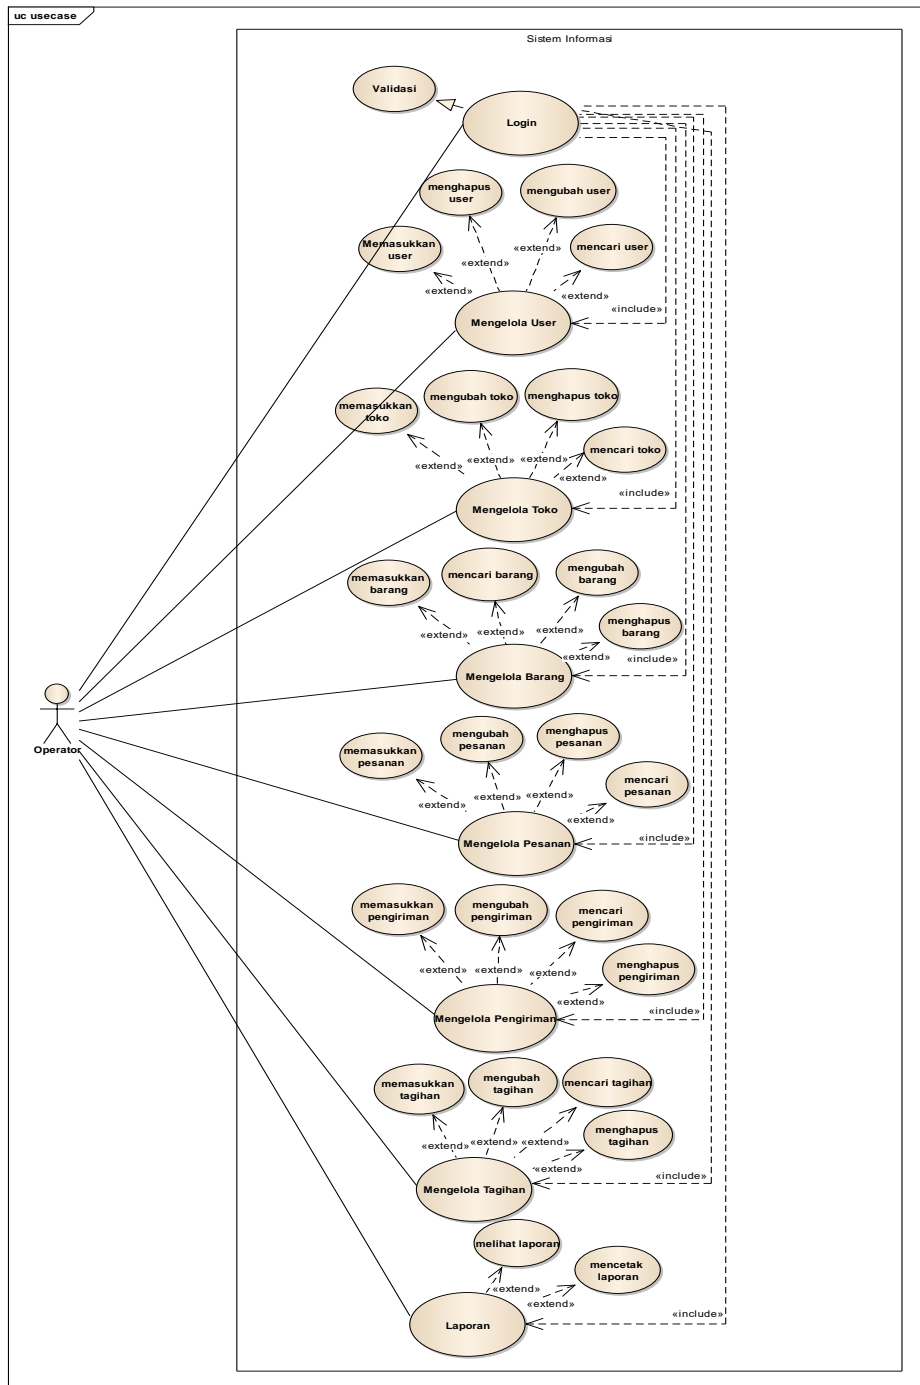 uc usecase
Sistem Informasi
Validasi
Login
menghapus
user
mengubah user
Memasukkan
user
mencari user
«extend»
«extend»
«extend»
«extend»
«include»
Mengelola User
memasukkan
toko
mengubah toko
menghapus toko
mencari toko
«extend»
«extend»
«extend»
«extend»
«include»
Mengelola Toko
memasukkan
barang
mencari barang
mengubah
barang
menghapus
barang
«extend»
«extend»
«extend»
«extend»
«include»
Mengelola Barang
Operator
memasukkan
pesanan
mengubah
pesanan
menghapus
pesanan
mencari
pesanan
«extend»
«extend»
«extend»
«extend»
«include»
Mengelola Pesanan
memasukkan
pengiriman
mengubah
pengiriman
mencari
pengiriman
menghapus
pengiriman
«extend»
«extend»
«extend»
«extend»
«include»
Mengelola Pengiriman
memasukkan
tagihan
mengubah
tagihan
mencari tagihan
menghapus
tagihan
«extend»
«extend»
«extend»
«extend»
«include»
Mengelola Tagihan
melihat laporan
mencetak
laporan
«extend»
«extend»
«include»
Laporan